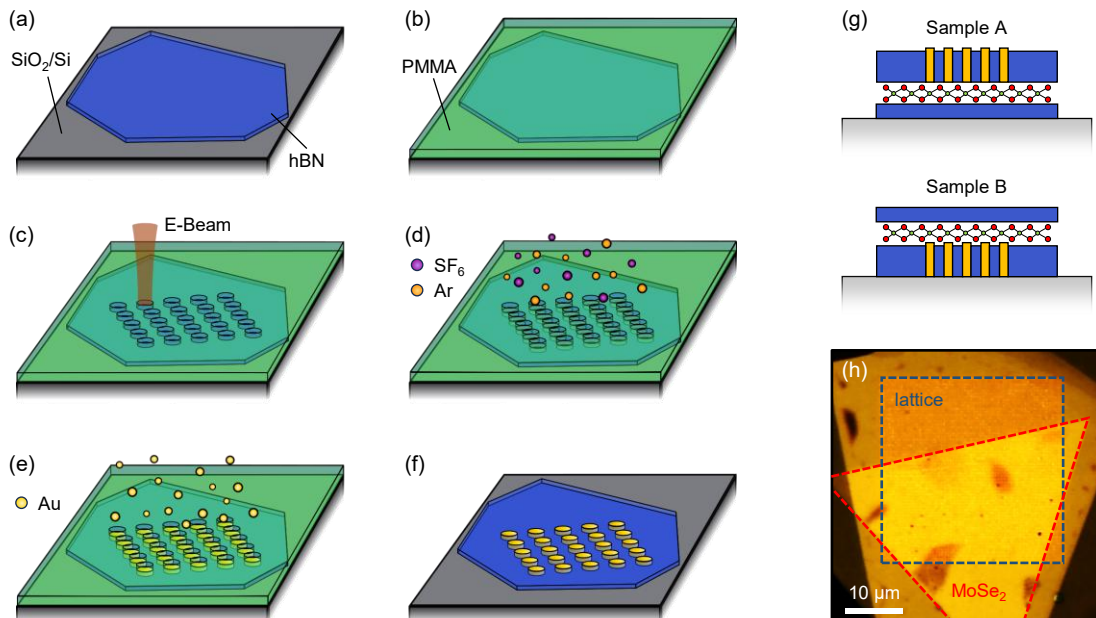 (a)
SiO₂/Si
hBN
(b)
PMMA
(c)
E-Beam
(d)
SF₆
Ar
(e)
Au
(f)
(g)
Sample A
Sample B
(h)
lattice
MoSe₂
10 µm